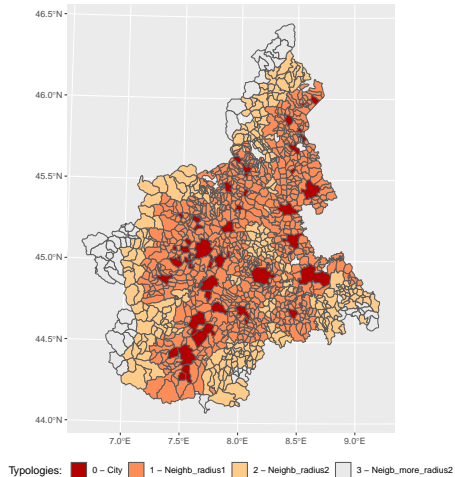 46.5°N
46.0°N
45.5°N
45.0°N
44.5°N
44.0°N
7.0°E 7.5°E 8.0°E 8.5°E 9.0°E
Typologies: 0 – City 1 – Neighb_radius1 2 – Neighb_radius2 3 – Neigb_more_radius2